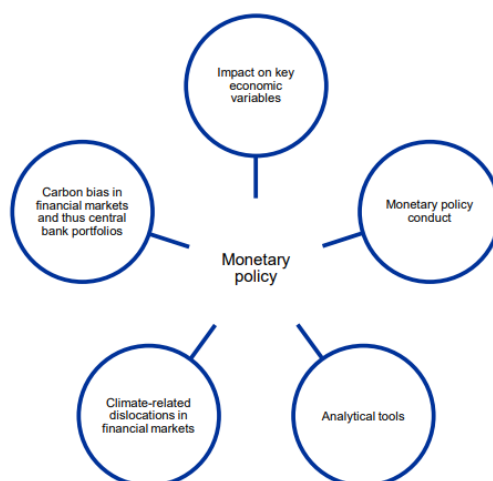 Impact on key
economic
variables
Carbon bias in
financial markets
and thus central
bank portfolios
Monetary policy
conduct
Monetary
policy
Climate-related
dislocations in
financial markets
Analytical tools